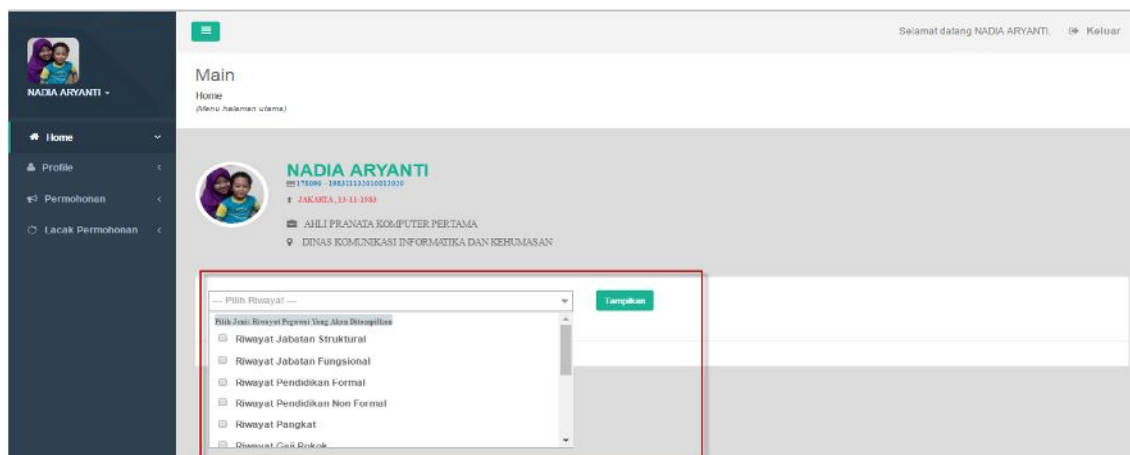 Selamat datang NADIA ARYANTI.
Keluar
NADIA ARYANTI
Main
Home
(Menu halaman utama)
Home
Profile
Permohonan
Lacak Permohonan
NADIA ARYANTI
JAKARTA, 13-11-1983
AHLI PRANATA KOMPUTER PERTAMA
DINAS KOMUNIKASI INFORMATIKA DAN KEHUMASAN
--- Pilih Riwayat ---
Tampilkan
Pilih Jenis Riwayat Pegawai Yang Akan Ditampilkan
Riwayat Jabatan Struktural
Riwayat Jabatan Fungsional
Riwayat Pendidikan Formal
Riwayat Pendidikan Non Formal
Riwayat Pangkat
Riwayat Gaji Pokok